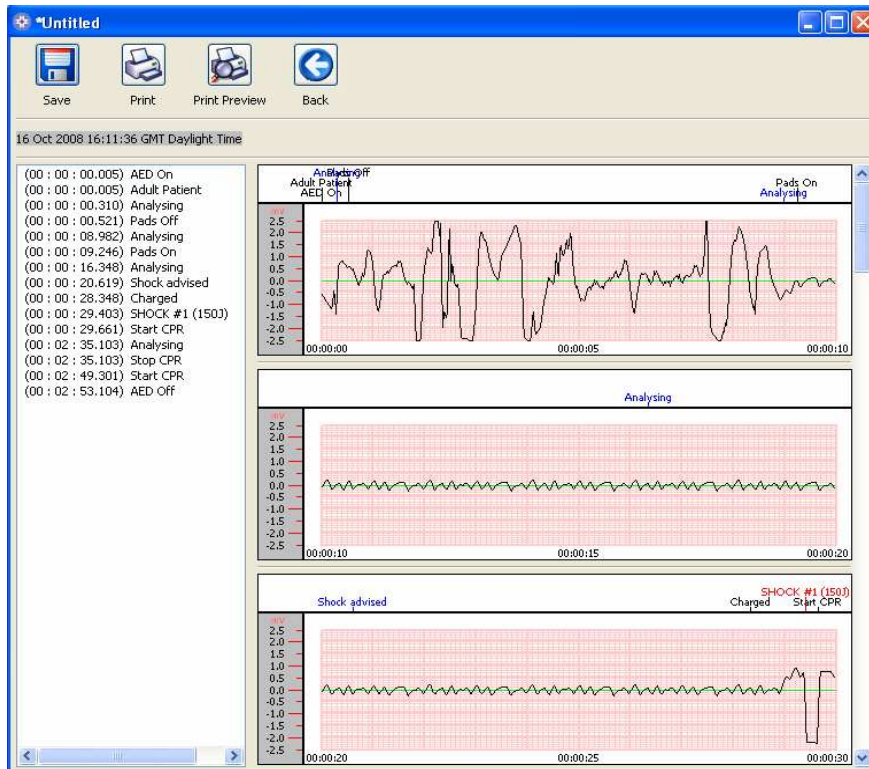 *Untitled
Save Print Print Preview Back
16 Oct 2008 16:11:36 GMT Daylight Time
(00 : 00 : 00.005) AED On
(00 : 00 : 00.005) Adult Patient
(00 : 00 : 00.310) Analysing
(00 : 00 : 00.521) Pads Off
(00 : 00 : 08.982) Analysing
(00 : 00 : 09.246) Pads On
(00 : 00 : 16.348) Analysing
(00 : 00 : 20.619) Shock advised
(00 : 00 : 28.348) Charged
(00 : 00 : 29.403) SHOCK #1 (150J)
(00 : 00 : 29.661) Start CPR
(00 : 02 : 35.103) Analysing
(00 : 02 : 35.103) Stop CPR
(00 : 02 : 49.301) Start CPR
(00 : 02 : 53.104) AED Off
Analysing Pads Off
Adult Patient Pads On
AED On Analysing
mV
2.5
2.0
1.5
1.0
0.5
0.0
-0.5
-1.0
-1.5
-2.0
-2.5
00:00:00 00:00:05 00:00:10
Analysing
mV
2.5
2.0
1.5
1.0
0.5
0.0
-0.5
-1.0
-1.5
-2.0
-2.5
00:00:10 00:00:15 00:00:20
SHOCK #1 (150J)
Shock advised Charged Start CPR
mV
2.5
2.0
1.5
1.0
0.5
0.0
-0.5
-1.0
-1.5
-2.0
-2.5
00:00:20 00:00:25 00:00:30